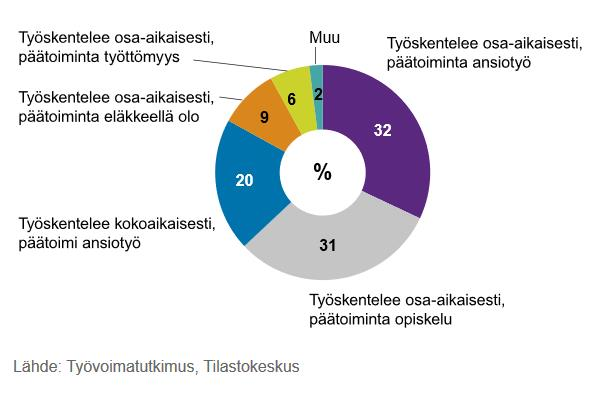 Työskentelee osa-aikaisesti,
päätoiminta työttömyys
Muu
Työskentelee osa-aikaisesti,
päätoiminta ansiotyö
Työskentelee osa-aikaisesti,
päätoiminta eläkkeellä olo
2
6
9
32
%
20
Työskentelee kokoaikaisesti,
päätoimi ansiotyö
31
Työskentelee osa-aikaisesti,
päätoiminta opiskelu
Lähde: Työvoimatutkimus, Tilastokeskus